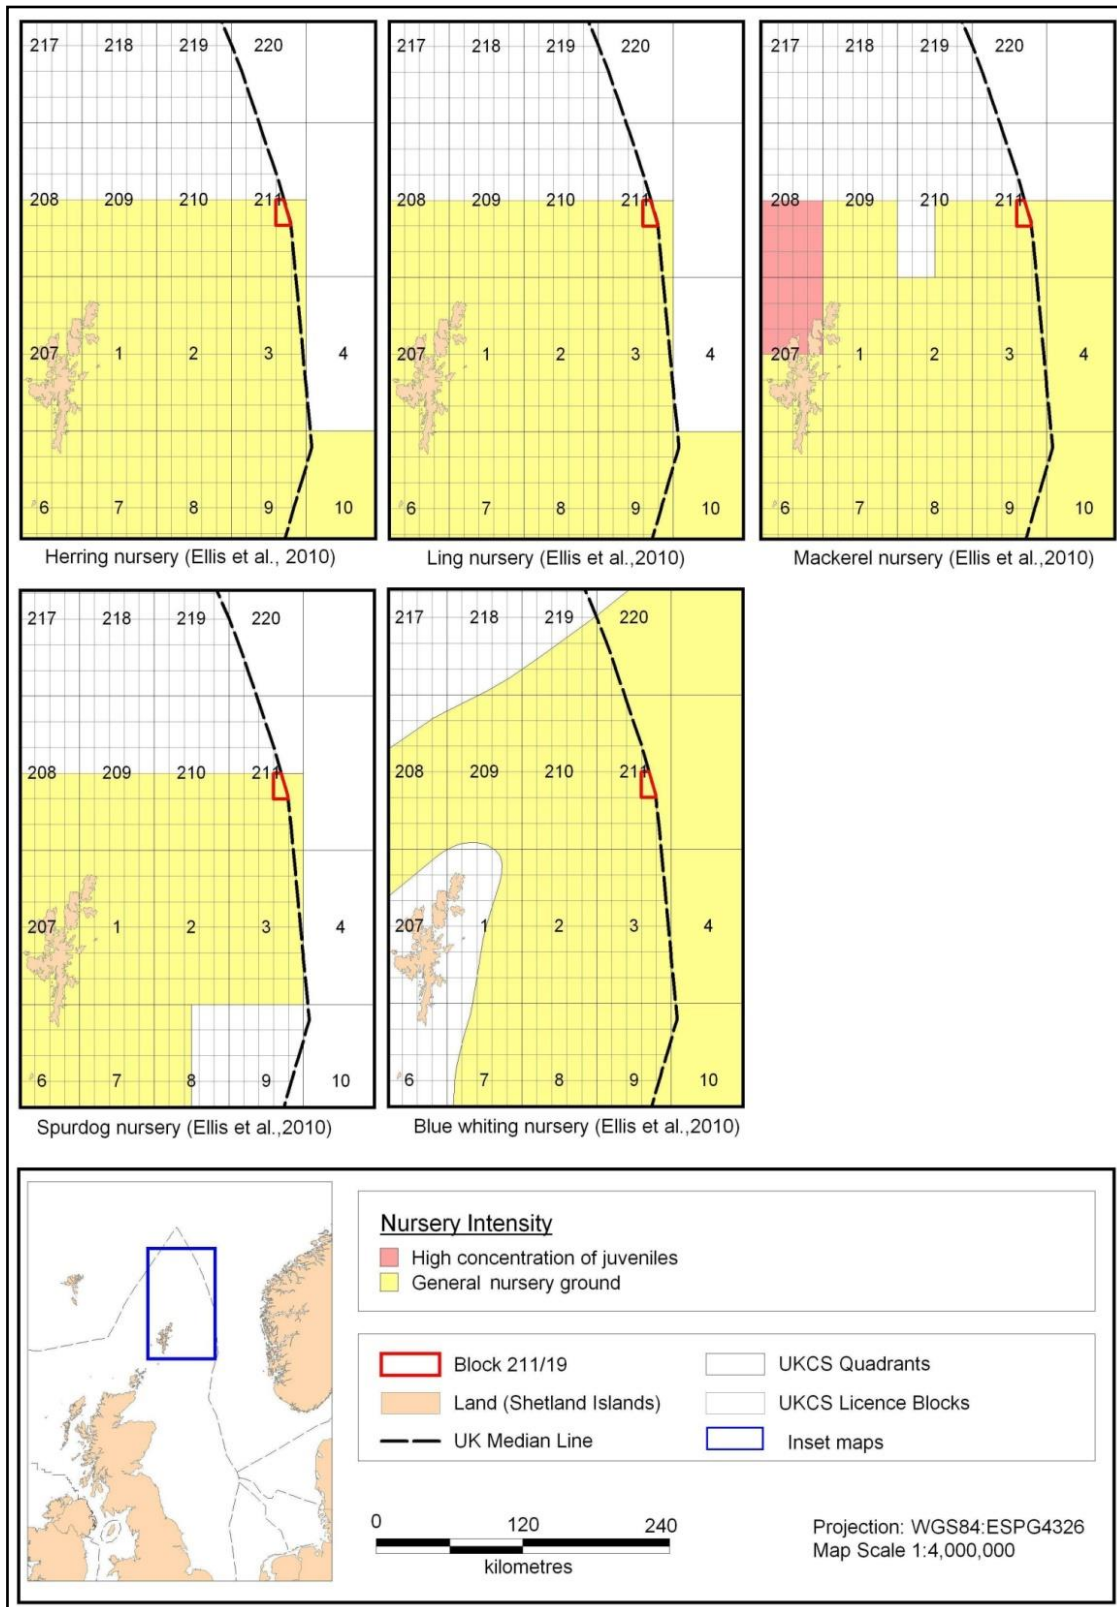 217 218 219 220
208 209 210 211
207 1 2 3 4
6 7 8 9 10
Herring nursery (Ellis et al., 2010)
217 218 219 220
208 209 210 211
207 1 2 3 4
6 7 8 9 10
Ling nursery (Ellis et al.,2010)
217 218 219 220
208 209 210 211
207 1 2 3 4
6 7 8 9 10
Mackerel nursery (Ellis et al.,2010)
217 218 219 220
208 209 210 211
207 1 2 3 4
6 7 8 9 10
Spurdog nursery (Ellis et al.,2010)
217 218 219 220
208 209 210 211
207 1 2 3 4
6 7 8 9 10
Blue whiting nursery (Ellis et al.,2010)
Nursery Intensity
High concentration of juveniles
General nursery ground
Block 211/19
Land (Shetland Islands)
UK Median Line
UKCS Quadrants
UKCS Licence Blocks
Inset maps
0 120 240
kilometres
Projection: WGS84:ESPG4326
Map Scale 1:4,000,000